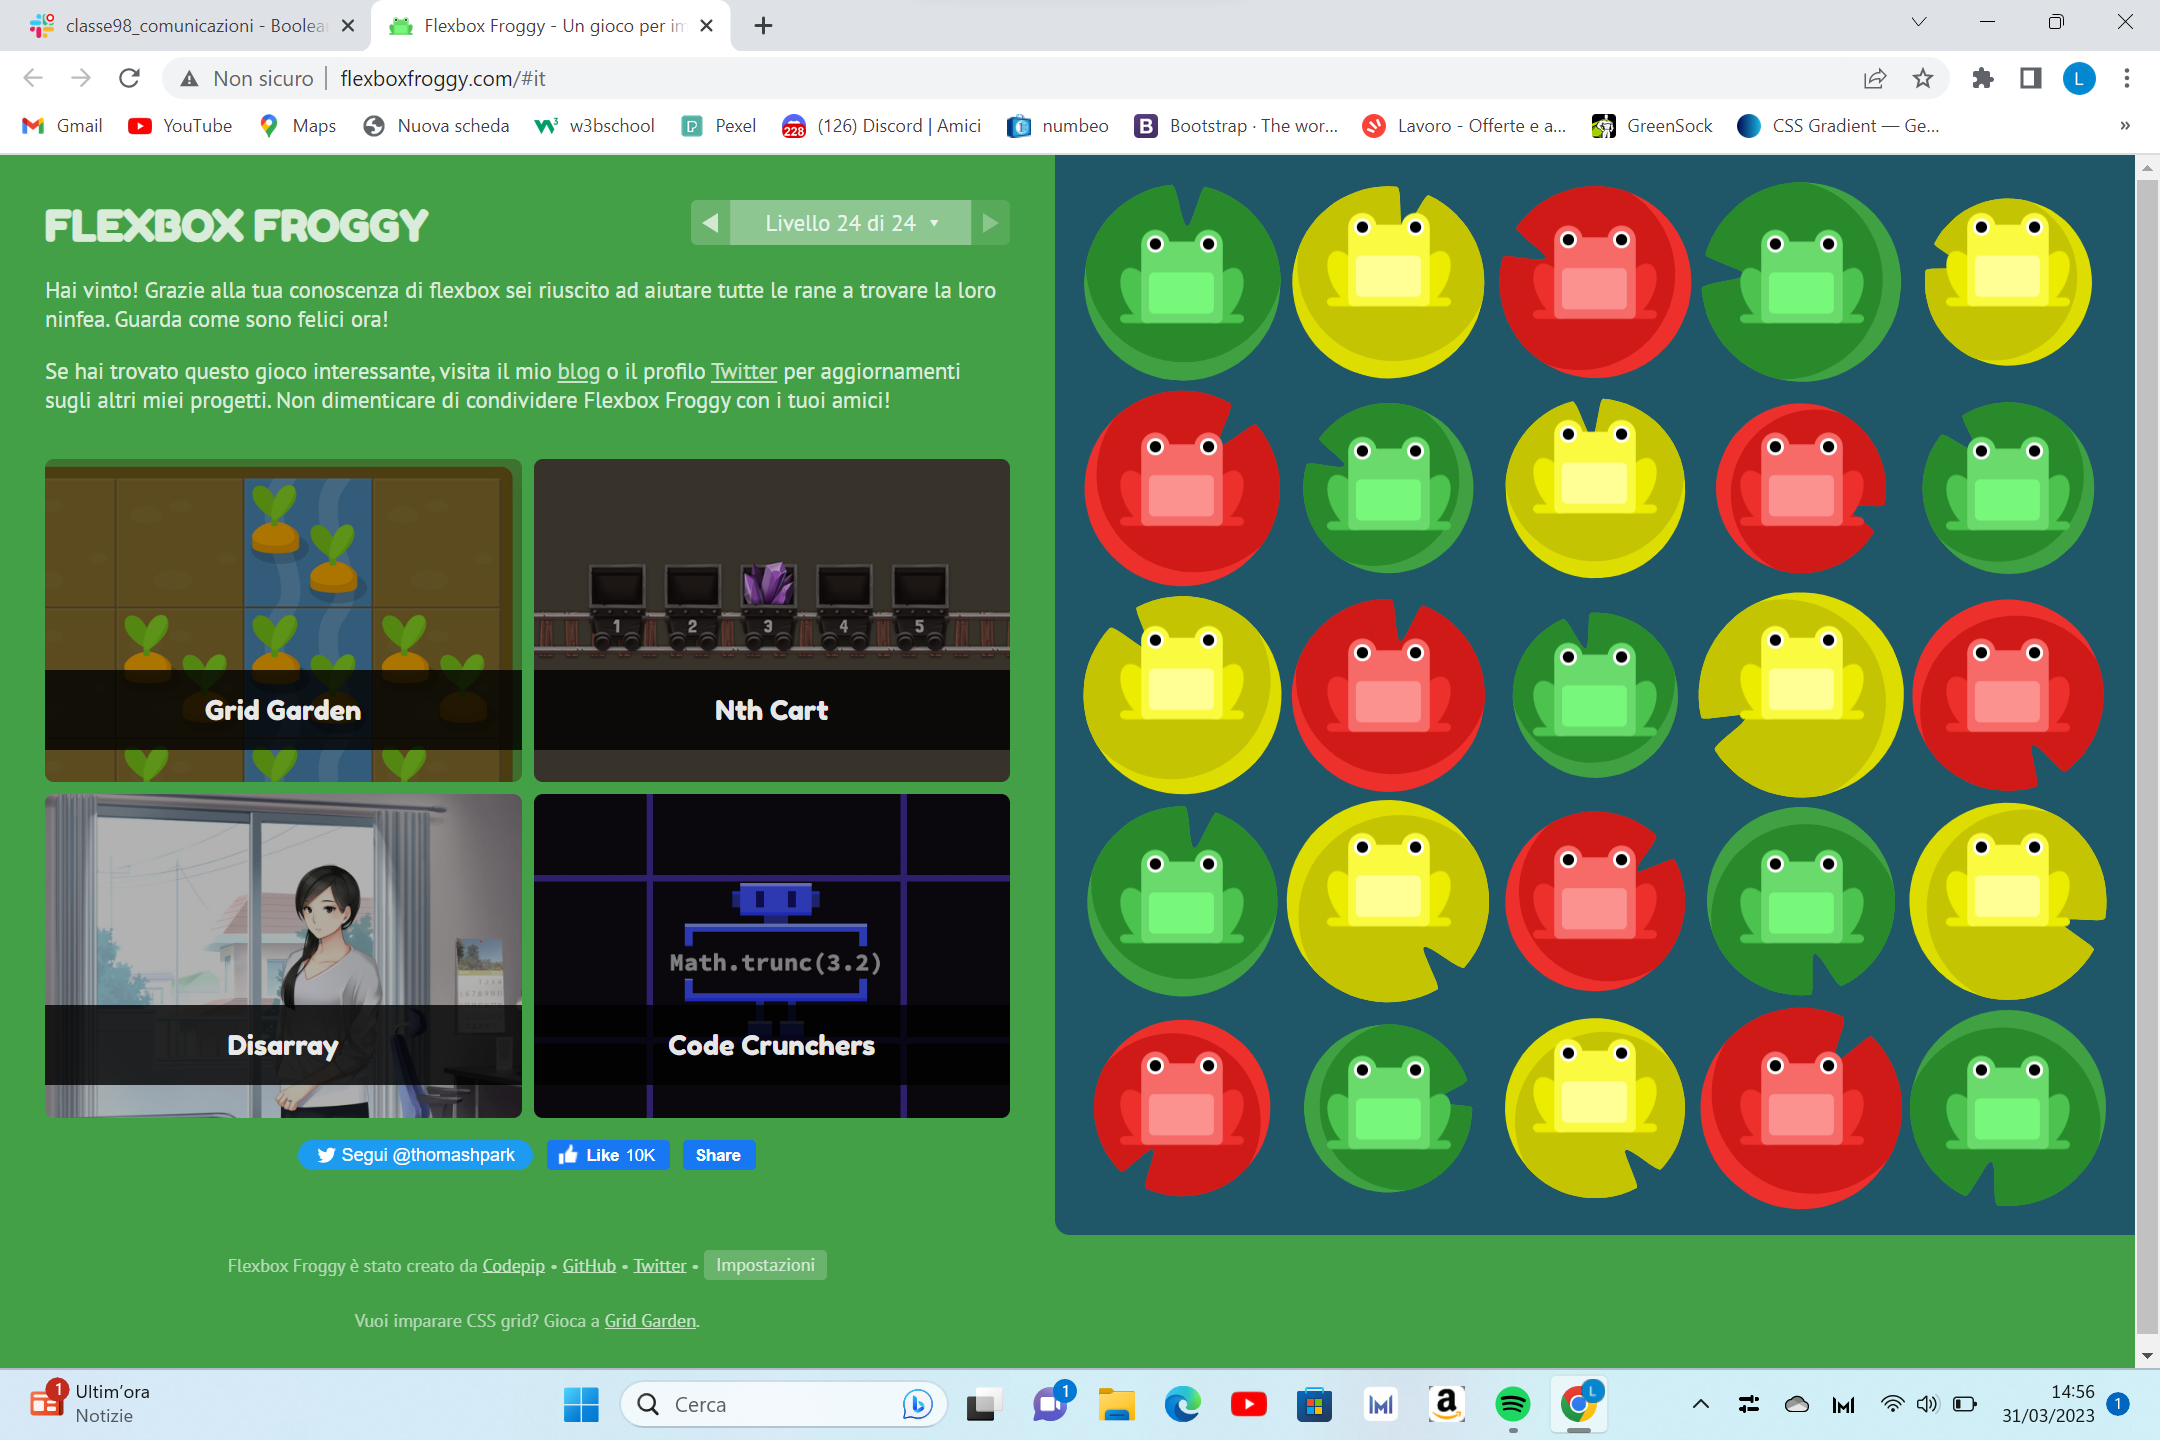 classe98_comunicazioni - Boolea
Flexbox Froggy - Un gioco per im
Non sicuro
flexboxfroggy.com/#it
L
Gmail
YouTube
Maps
Nuova scheda
w3bschool
Pexel
228
(126) Discord | Amici
numbeo
B
Bootstrap · The wor...
Lavoro - Offerte e a...
GreenSock
CSS Gradient — Ge...
»
FLEXBOX FROGGY
Livello 24 di 24
Hai vinto! Grazie alla tua conoscenza di flexbox sei riuscito ad aiutare tutte le rane a trovare la loro
ninfea. Guarda come sono felici ora!
Se hai trovato questo gioco interessante, visita il mio blog o il profilo Twitter per aggiornamenti
sugli altri miei progetti. Non dimenticare di condividere Flexbox Froggy con i tuoi amici!
Grid Garden
1 2 3 4 5
Nth Cart
Disarray
Math.trunc(3.2)
Code Crunchers
Segui @thomashpark
Like 10K
Share
Flexbox Froggy è stato creato da Codepip • GitHub • Twitter • Impostazioni
Vuoi imparare CSS grid? Gioca a Grid Garden.
1
Ultim'ora
Notizie
Cerca
1
a
L
14:56
31/03/2023
1